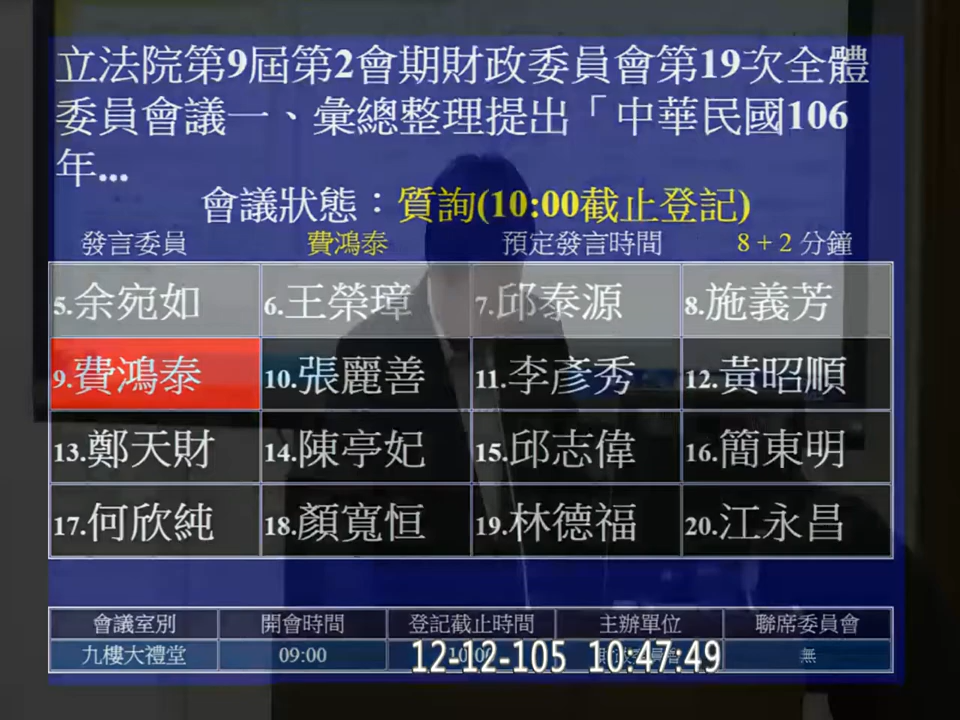 立法院第9屆第2會期財政委員會第19次全體
委員會議一、彙總整理提出「中華民國106
年...
會議狀態：質詢(10:00截止登記)
發言委員 費鴻泰 預定發言時間 8 + 2 分鐘
5.余宛如 6.王榮璋 7.邱泰源 8.施義芳
9.費鴻泰 10.張麗善 11.李彥秀 12.黃昭順
13.鄭天財 14.陳亭妃 15.邱志偉 16.簡東明
17.何欣純 18.顏寬恒 19.林德福 20.江永昌
會議室別 開會時間 登記截止時間 主辦單位 聯席委員會
九樓大禮堂 09:00 無
12-12-105 10:47:49